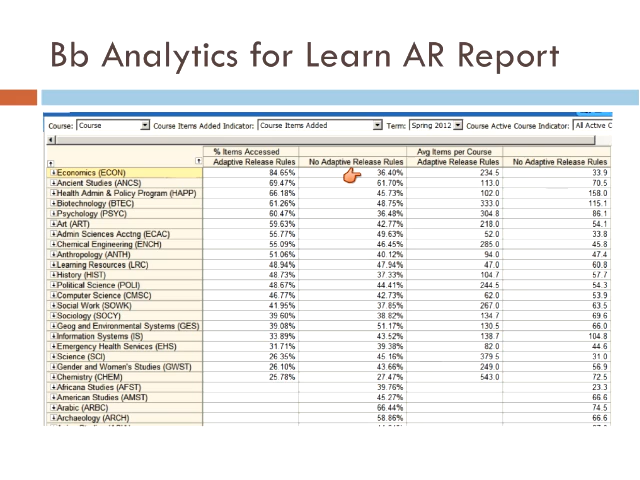 Bb Analytics for Learn AR Report
Course: Course Course Items Added Indicator: Course Items Added Term: Spring 2012 Course Active Course Indicator: All Active C
% Items Accessed Avg Items per Course
Adaptive Release Rules No Adaptive Release Rules Adaptive Release Rules No Adaptive Release Rules
Economics (ECON) 84.65% 36.40% 234.5 33.9
Ancient Studies (ANCS) 69.47% 61.70% 113.0 70.5
Health Admin & Policy Program (HAPP) 66.18% 45.73% 102.0 158.0
Biotechnology (BTEC) 61.26% 48.75% 333.0 115.1
Psychology (PSYC) 60.47% 36.48% 304.8 86.1
Art (ART) 59.63% 42.77% 218.0 54.1
Admin Sciences Acctng (ECAC) 55.77% 49.63% 52.0 33.8
Chemical Engineering (ENCH) 55.09% 46.45% 285.0 45.8
Anthropology (ANTH) 51.06% 40.12% 94.0 47.4
Learning Resources (LRC) 48.94% 47.94% 47.0 60.8
History (HIST) 48.73% 37.33% 104.7 57.7
Political Science (POLI) 48.67% 44.41% 244.5 54.3
Computer Science (CMSC) 46.77% 42.73% 62.0 53.9
Social Work (SOWK) 41.95% 37.85% 267.0 63.5
Sociology (SOCY) 39.60% 38.82% 134.7 69.6
Geog and Environmental Systems (GES) 39.08% 51.17% 130.5 66.0
Information Systems (IS) 33.89% 43.52% 138.7 104.8
Emergency Health Services (EHS) 31.71% 39.38% 82.0 44.6
Science (SCI) 26.35% 45.16% 379.5 31.0
Gender and Women's Studies (GWST) 26.10% 43.66% 249.0 56.9
Chemistry (CHEM) 25.78% 27.47% 543.0 72.5
Africana Studies (AFST) 39.76% 23.3
American Studies (AMST) 45.27% 66.6
Arabic (ARBC) 66.44% 74.5
Archaeology (ARCH) 58.86% 66.6